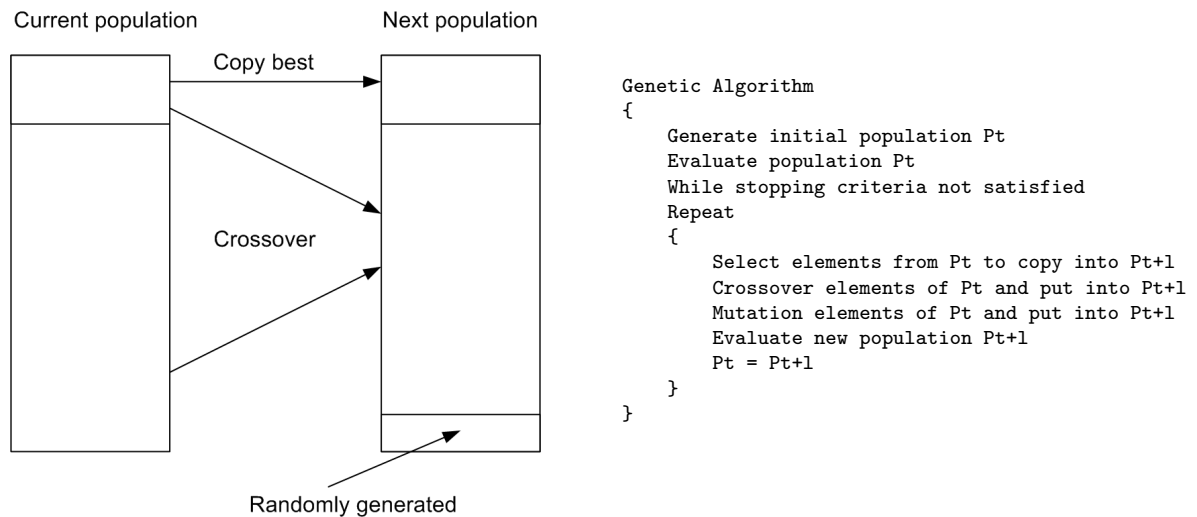 Current population
Next population
Copy best
Crossover
Randomly generated
Genetic Algorithm
{
    Generate initial population Pt
    Evaluate population Pt
    While stopping criteria not satisfied
    Repeat
    {
        Select elements from Pt to copy into Pt+l
        Crossover elements of Pt and put into Pt+l
        Mutation elements of Pt and put into Pt+l
        Evaluate new population Pt+l
        Pt = Pt+l
    }
}